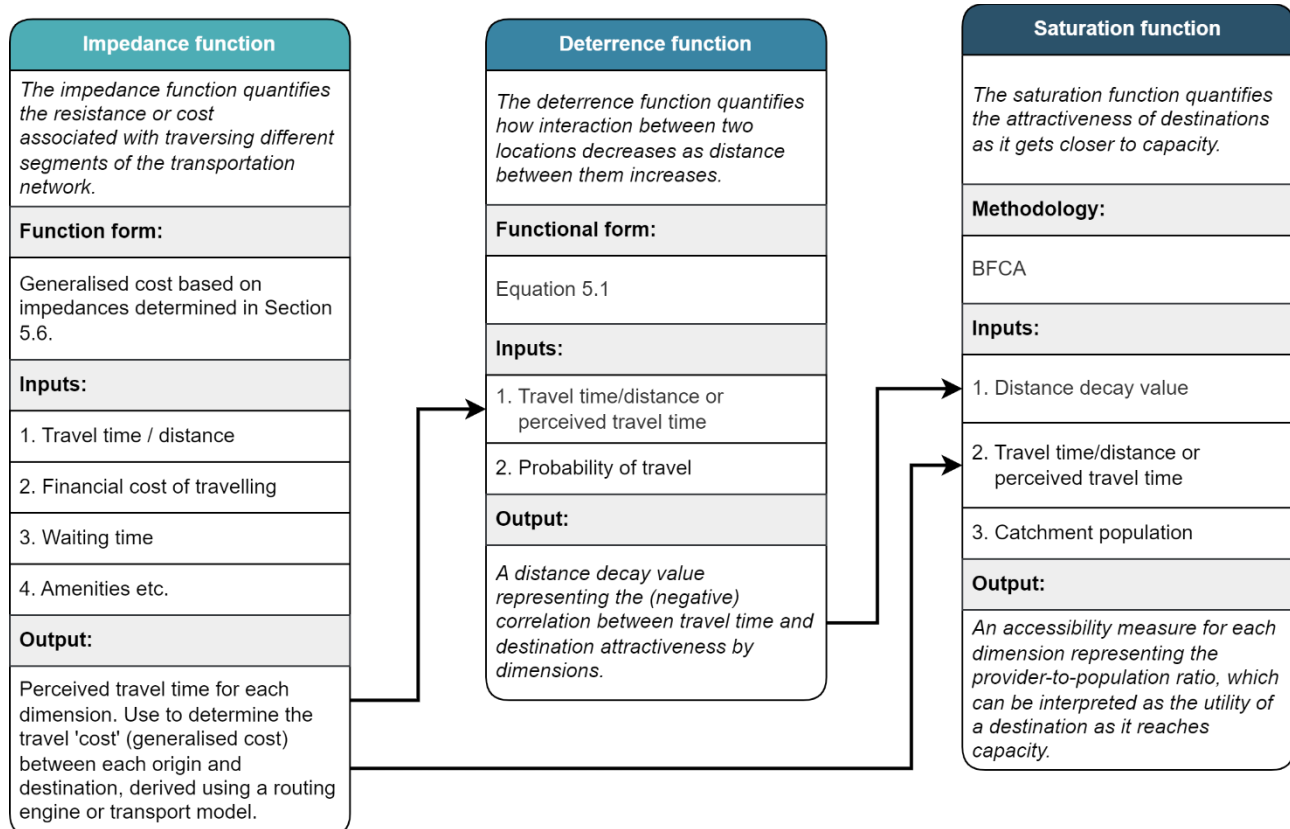 Impedance function
The impedance function quantifies
the resistance or cost
associated with traversing different
segments of the transportation
network.
Function form:
Generalised cost based on
impedances determined in Section
5.6.
Inputs:
1. Travel time / distance
2. Financial cost of travelling
3. Waiting time
4. Amenities etc.
Output:
Perceived travel time for each
dimension. Use to determine the
travel 'cost' (generalised cost)
between each origin and
destination, derived using a routing
engine or transport model.
Deterrence function
The deterrence function quantifies
how interaction between two
locations decreases as distance
between them increases.
Functional form:
Equation 5.1
Inputs:
1. Travel time/distance or
perceived travel time
2. Probability of travel
Output:
A distance decay value
representing the (negative)
correlation between travel time and
destination attractiveness by
dimensions.
Saturation function
The saturation function quantifies
the attractiveness of destinations
as it gets closer to capacity.
Methodology:
BFCA
Inputs:
1. Distance decay value
2. Travel time/distance or
perceived travel time
3. Catchment population
Output:
An accessibility measure for each
dimension representing the
provider-to-population ratio, which
can be interpreted as the utility of
a destination as it reaches
capacity.